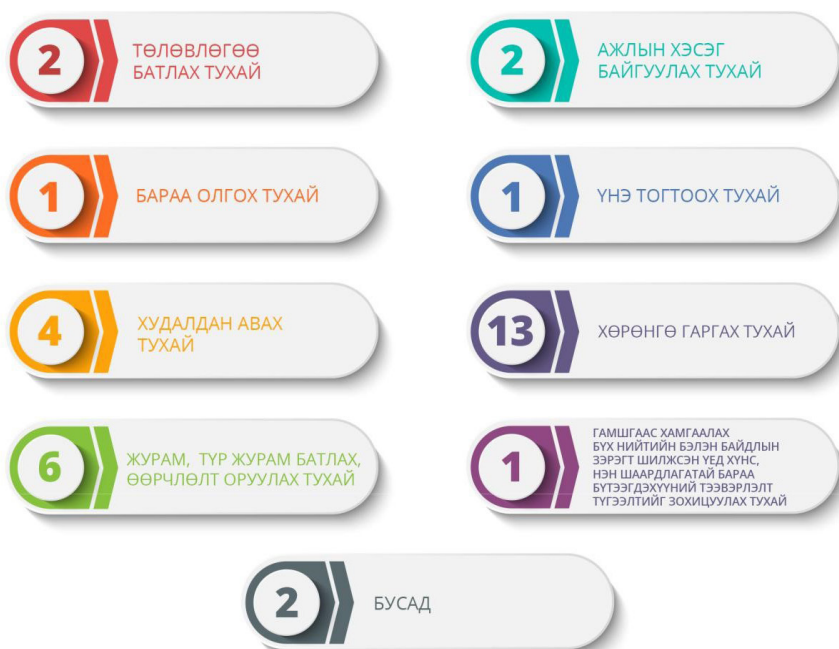 2
ТӨЛӨВЛӨГӨӨ
БАТЛАХ ТУХАЙ
2
АЖЛЫН ХЭСЭГ
БАЙГУУЛАХ ТУХАЙ
1
БАРАА ОЛГОХ ТУХАЙ
1
ҮНЭ ТОГТООХ ТУХАЙ
4
ХУДАЛДАН АВАХ
ТУХАЙ
13
ХӨРӨНГӨ ГАРГАХ ТУХАЙ
6
ЖУРАМ, ТҮР ЖУРАМ БАТЛАХ,
ӨӨРЧЛӨЛТ ОРУУЛАХ ТУХАЙ
1
ГАМШГААС ХАМГААЛАХ
БҮХ НИЙТИЙН БЭЛЭН БАЙДЛЫН
ЗЭРЭГТ ШИЛЖСЭН ҮЕД ХҮНС,
НЭН ШААРДЛАГАТАЙ БАРАА
БҮТЭЭГДЭХҮҮНИЙ ТЭЭВЭРЛЭЛТ
ТҮГЭЭЛТИЙГ ЗОХИЦУУЛАХ ТУХАЙ
2
БУСАД